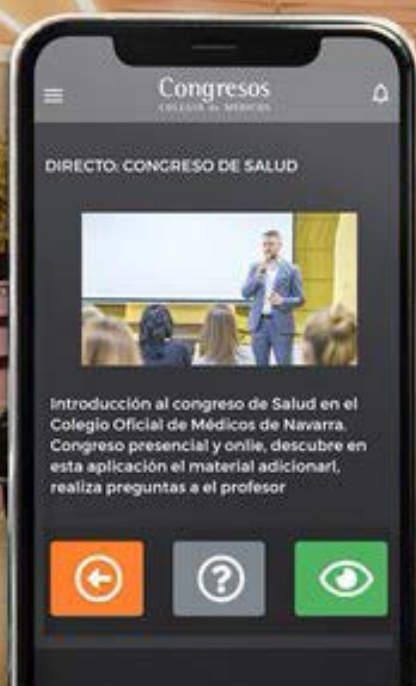 Congresos
COLEGIO de MÉDICOS
DIRECTO: CONGRESO DE SALUD
Introducción al congreso de Salud en el
Colegio Oficial de Médicos de Navarra.
Congreso presencial y onlie, descubre en
esta aplicación el material adicionarl,
realiza preguntas a el profesor
?